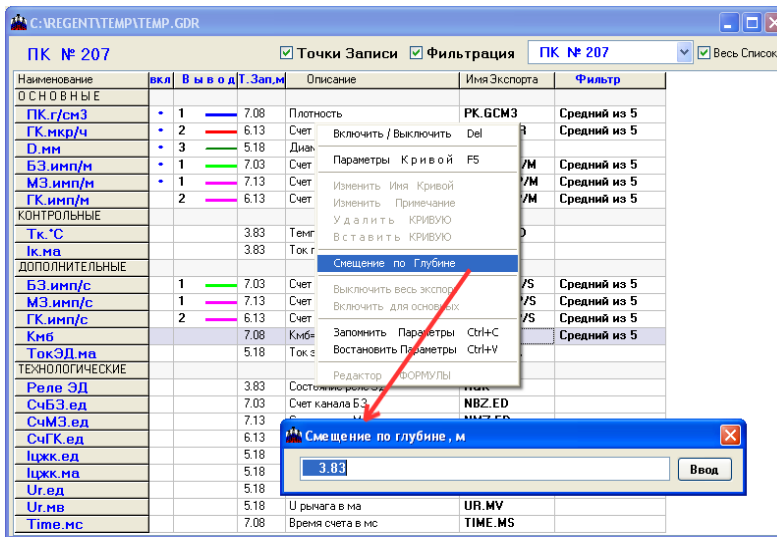 C:\REGENT\TEMP\TEMP.GDR
ПК № 207 Точки Записи Фильтрация ПК № 207 Весь Список
Наименование вкл В ы в о д Т.Зап,м Описание Имя Экспорта Фильтр
О С Н О В Н Ы Е
ПК.г/см3 1 7.08 Плотность PK.GCM3 Средний из 5
ГК.мкр/ч 2 6.13 Счет Средний из 5
D.мм 3 5.18
БЗ.имп/м 1 7.03 Счет /M Средний из 5
МЗ.имп/м 1 7.13 Счет /M Средний из 5
ГК.имп/м 2 6.13 Счет /M Средний из 5
КОНТРОЛЬНЫЕ
Тк.°С 3.83
Iк.ма 3.83
ДОПОЛНИТЕЛЬНЫЕ
БЗ.имп/с 1 7.03 Счет /S Средний из 5
МЗ.имп/с 1 7.13 Счет /S Средний из 5
ГК.имп/с 2 6.13 Счет /S Средний из 5
Кмб 7.08 Кмб= Средний из 5
ТокЭД.ма 5.18
ТЕХНОЛОГИЧЕСКИЕ
Реле ЭД 3.83
СчБЗ.ед 7.03 Счет канала БЗ NBZ.ED
СчМЗ.ед 7.13
СчГК.ед 6.13
Iцжк.ед 5.18
Iцжк.ма 5.18
Ur.ед 5.18
Ur.мв 5.18 U рычага в ма UR.MV
Time.мс 7.08 Время счета в мс TIME.MS
Включить / Выключить Del
Параметры К р и в о й F5
Изменить Имя Кривой
Изменить Примечание
У д а л и т ь КРИВУЮ
В с т а в и т ь КРИВУЮ
Смещение по Глубине
Выключить весь экспорт
Включить для основных
Запомнить Параметры Ctrl+C
Востановить Параметры Ctrl+V
Редактор ФОРМУЛЫ
Смещение по глубине , м
3.83 Ввод